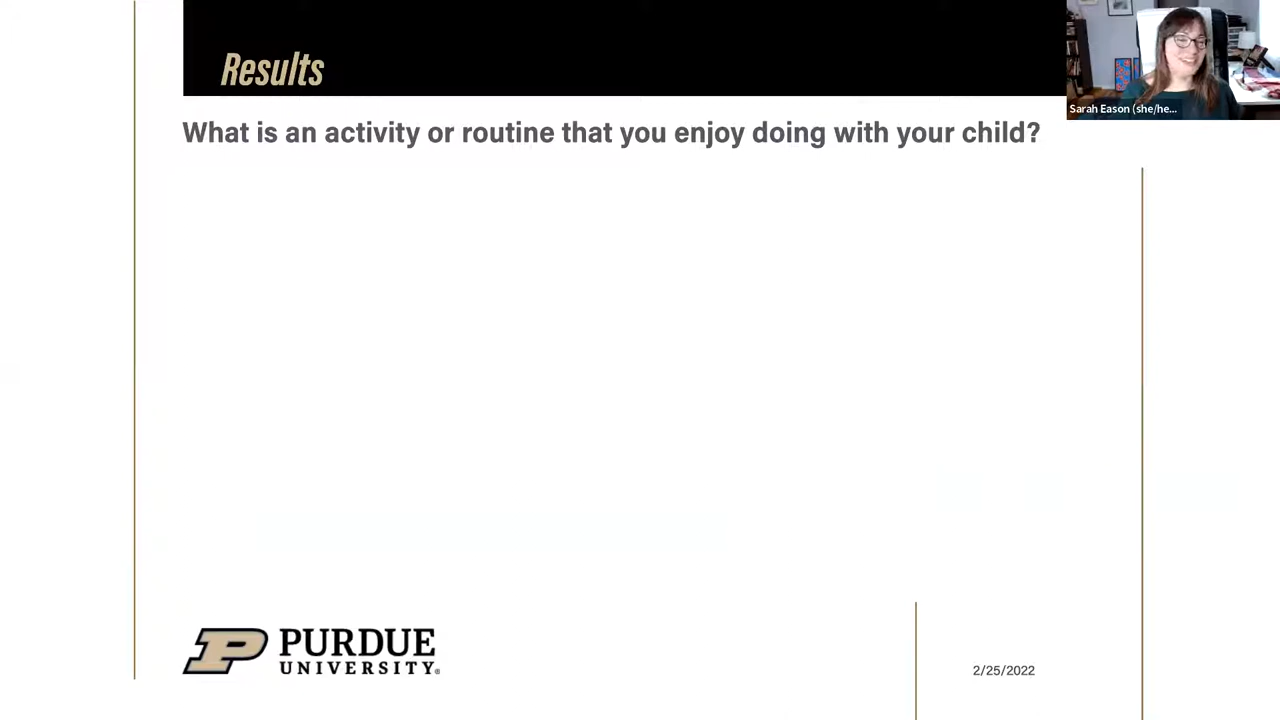 Results
Sarah Eason (she/he...
What is an activity or routine that you enjoy doing with your child?
PURDUE
UNIVERSITY®
2/25/2022